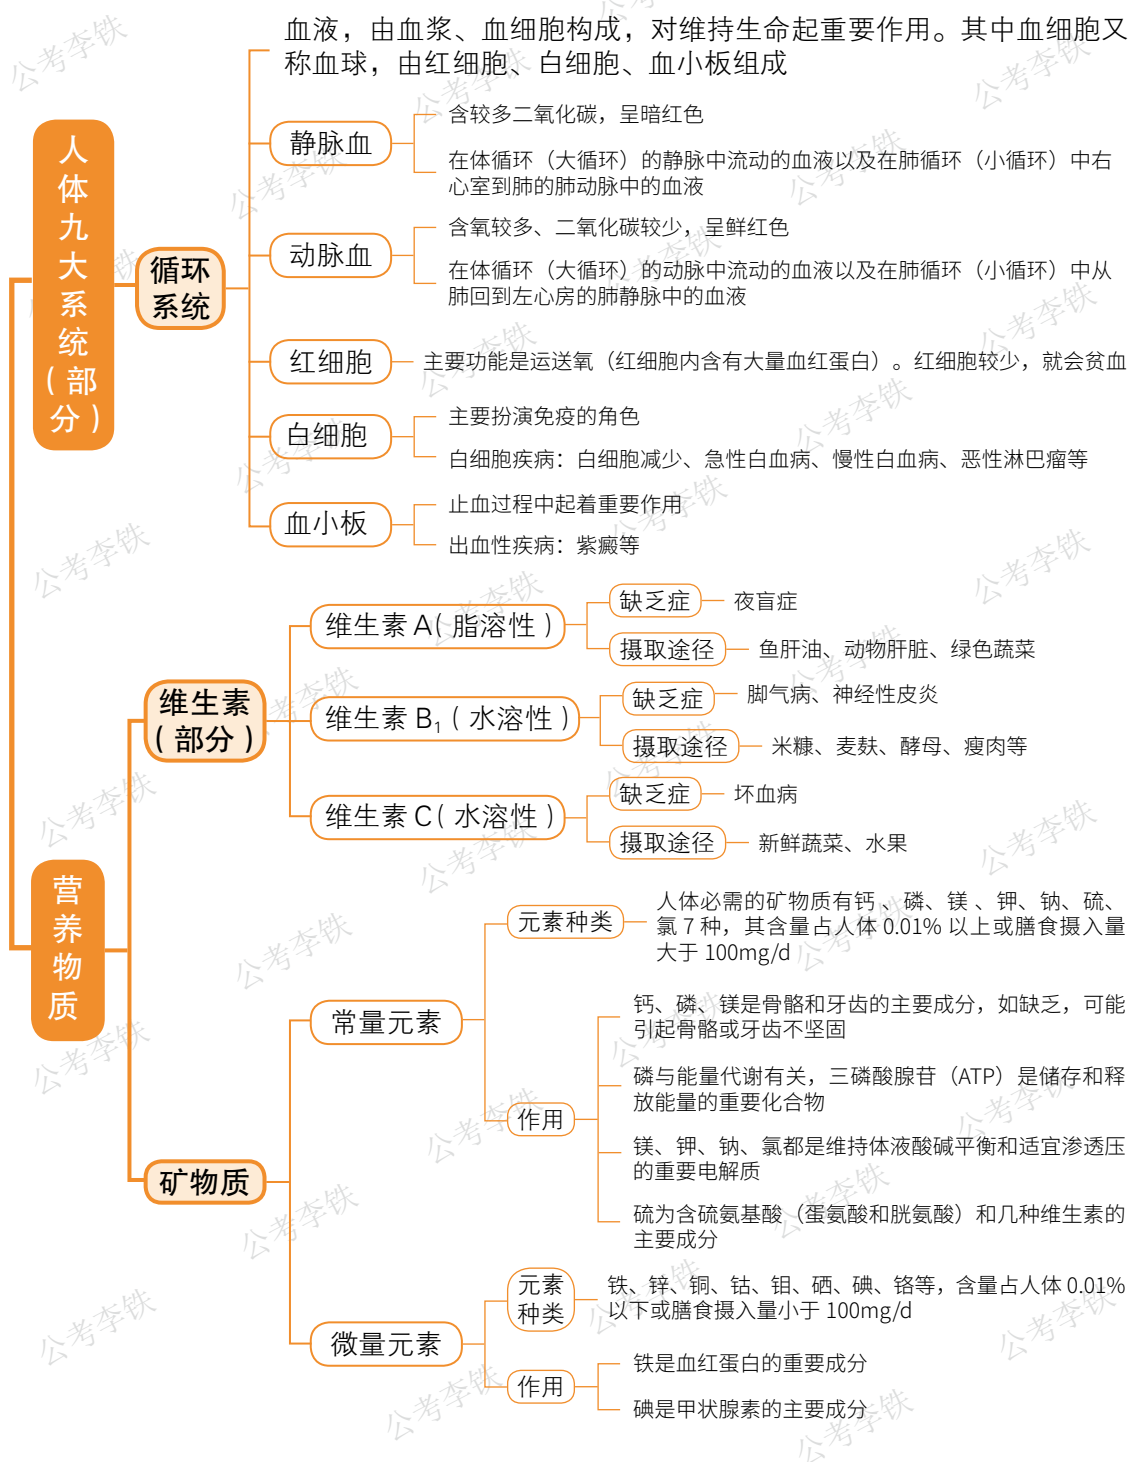 人体九大系统(部分)
循环
系统
血液，由血浆、血细胞构成，对维持生命起重要作用。其中血细胞又
称血球，由红细胞、白细胞、血小板组成
静脉血
含较多二氧化碳，呈暗红色
在体循环（大循环）的静脉中流动的血液以及在肺循环（小循环）中右
心室到肺的肺动脉中的血液
动脉血
含氧较多、二氧化碳较少，呈鲜红色
在体循环（大循环）的动脉中流动的血液以及在肺循环（小循环）中从
肺回到左心房的肺静脉中的血液
红细胞
主要功能是运送氧（红细胞内含有大量血红蛋白）。红细胞较少，就会贫血
白细胞
主要扮演免疫的角色
白细胞疾病：白细胞减少、急性白血病、慢性白血病、恶性淋巴瘤等
血小板
止血过程中起着重要作用
出血性疾病：紫癜等
营养物质
维生素
(部分)
维生素 A(脂溶性)
缺乏症
夜盲症
摄取途径
鱼肝油、动物肝脏、绿色蔬菜
维生素 B₁(水溶性)
缺乏症
脚气病、神经性皮炎
摄取途径
米糠、麦麸、酵母、瘦肉等
维生素 C(水溶性)
缺乏症
坏血病
摄取途径
新鲜蔬菜、水果
矿物质
常量元素
元素种类
人体必需的矿物质有钙、磷、镁、钾、钠、硫、
氯 7 种，其含量占人体 0.01% 以上或膳食摄入量
大于 100mg/d
作用
钙、磷、镁是骨骼和牙齿的主要成分，如缺乏，可能
引起骨骼或牙齿不坚固
磷与能量代谢有关，三磷酸腺苷（ATP）是储存和释
放能量的重要化合物
镁、钾、钠、氯都是维持体液酸碱平衡和适宜渗透压
的重要电解质
硫为含硫氨基酸（蛋氨酸和胱氨酸）和几种维生素的
主要成分
微量元素
元素
种类
铁、锌、铜、钴、钼、硒、碘、铬等，含量占人体 0.01%
以下或膳食摄入量小于 100mg/d
作用
铁是血红蛋白的重要成分
碘是甲状腺素的主要成分
公考李铁